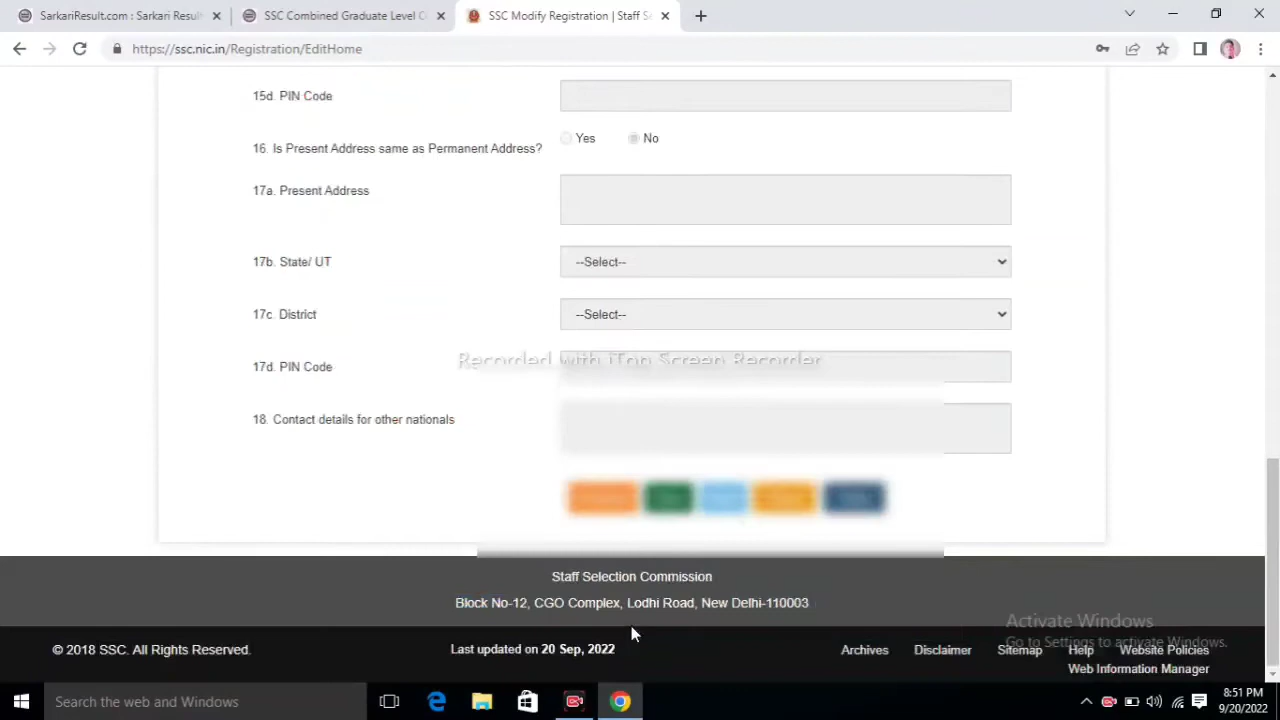 SarkariResult.com : Sarkari Result
SSC Combined Graduate Level C
SSC Modify Registration | Staff S
https://ssc.nic.in/Registration/EditHome
15d. PIN Code
16. Is Present Address same as Permanent Address?
Yes
No
17a. Present Address
17b. State/ UT
--Select--
17c. District
--Select--
17d. PIN Code
Recorded with iTop Screen Recorder
18. Contact details for other nationals
Staff Selection Commission
Block No-12, CGO Complex, Lodhi Road, New Delhi-110003
Activate Windows
Go to Settings to activate Windows.
© 2018 SSC. All Rights Reserved.
Last updated on 20 Sep, 2022
Archives
Disclaimer
Sitemap
Help
Website Policies
Web Information Manager
Search the web and Windows
8:51 PM
9/20/2022